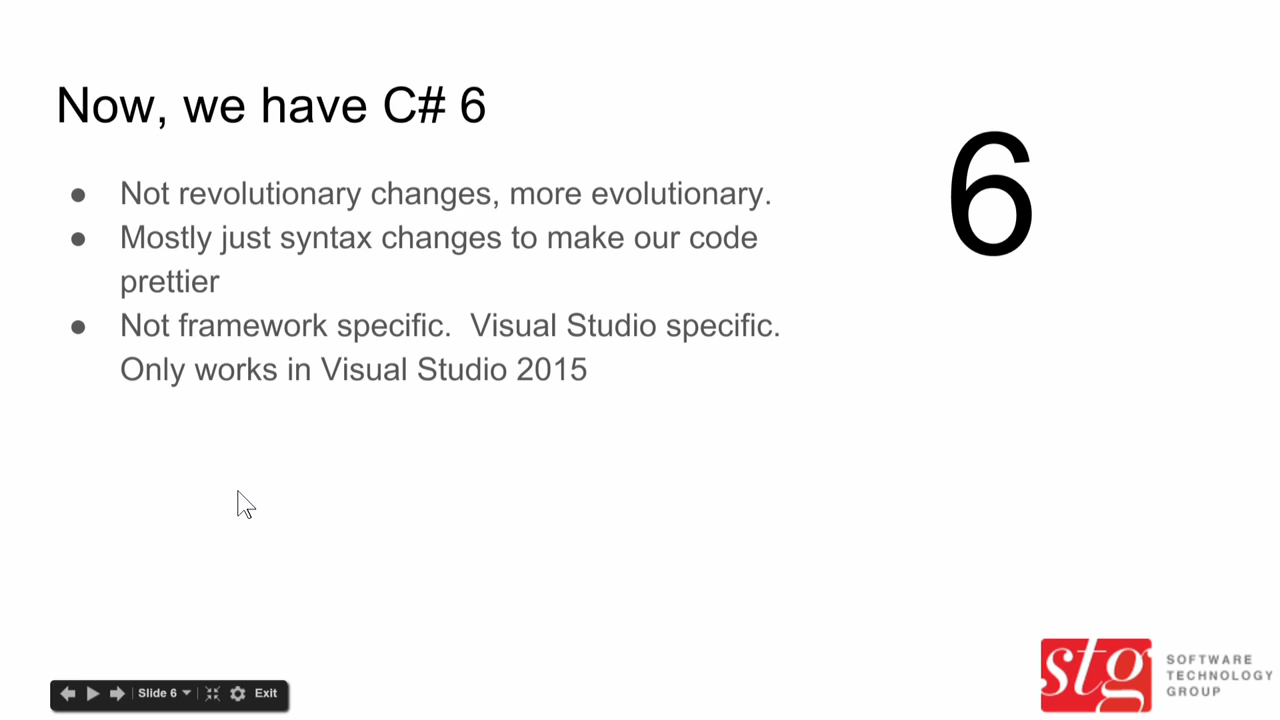 Now, we have C# 6
6
● Not revolutionary changes, more evolutionary.
● Mostly just syntax changes to make our code
prettier
● Not framework specific.  Visual Studio specific.
Only works in Visual Studio 2015
stg
SOFTWARE
TECHNOLOGY
GROUP
Slide 6
Exit